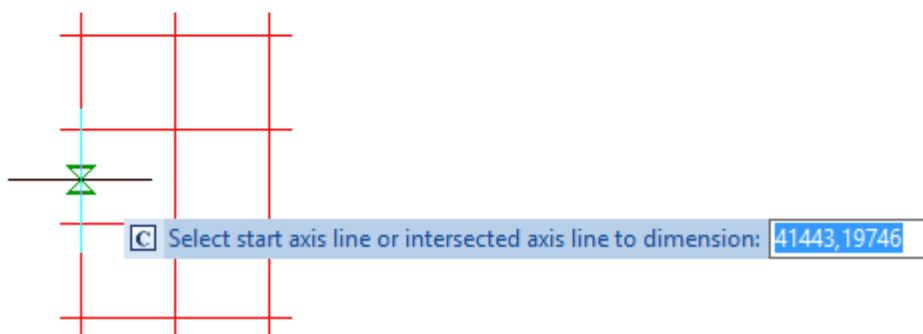 C Select start axis line or intersected axis line to dimension: 41443,19746